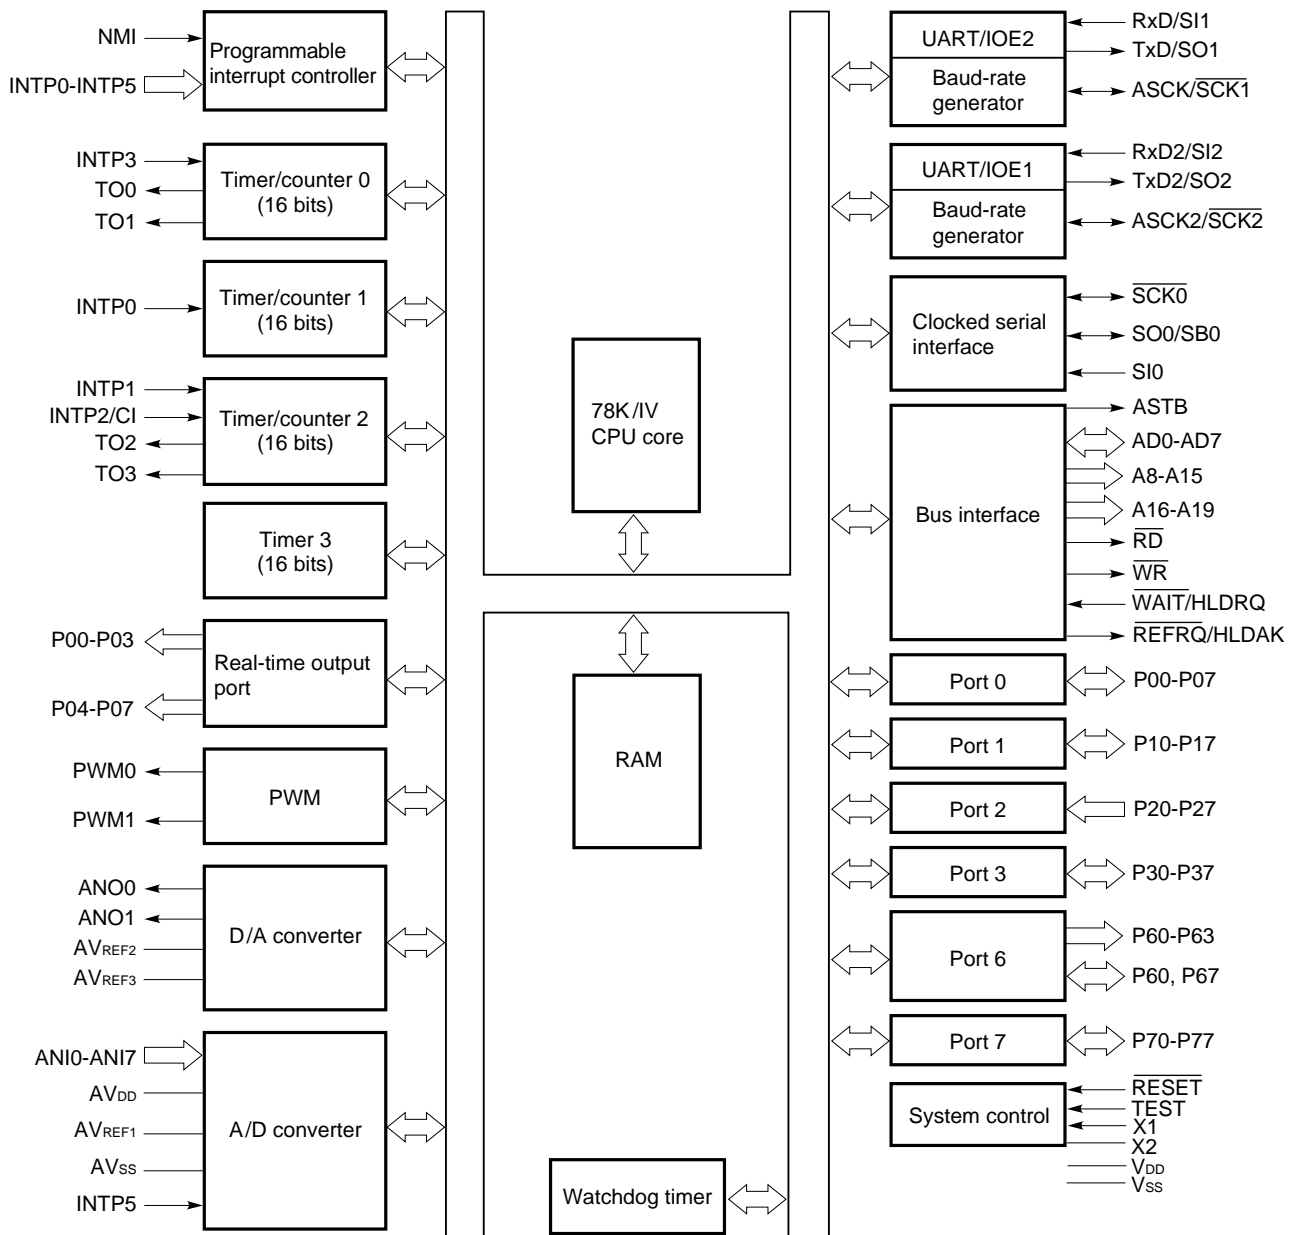 NMI
INTP0-INTP5
Programmable
interrupt controller
INTP3
TO0
TO1
Timer/counter 0
(16 bits)
INTP0
Timer/counter 1
(16 bits)
INTP1
INTP2/CI
TO2
TO3
Timer/counter 2
(16 bits)
Timer 3
(16 bits)
P00-P03
P04-P07
Real-time output
port
PWM0
PWM1
PWM
ANO0
ANO1
AVREF2
AVREF3
D/A converter
ANI0-ANI7
AVDD
AVREF1
AVSS
INTP5
A/D converter
78K/IV
CPU core
RAM
Watchdog timer
UART/IOE2
Baud-rate
generator
RxD/SI1
TxD/SO1
ASCK/SCK1
UART/IOE1
Baud-rate
generator
RxD2/SI2
TxD2/SO2
ASCK2/SCK2
Clocked serial
interface
SCK0
SO0/SB0
SI0
Bus interface
ASTB
AD0-AD7
A8-A15
A16-A19
RD
WR
WAIT/HLDRQ
REFRQ/HLDAK
Port 0
P00-P07
Port 1
P10-P17
Port 2
P20-P27
Port 3
P30-P37
Port 6
P60-P63
P60, P67
Port 7
P70-P77
System control
RESET
TEST
X1
X2
VDD
VSS